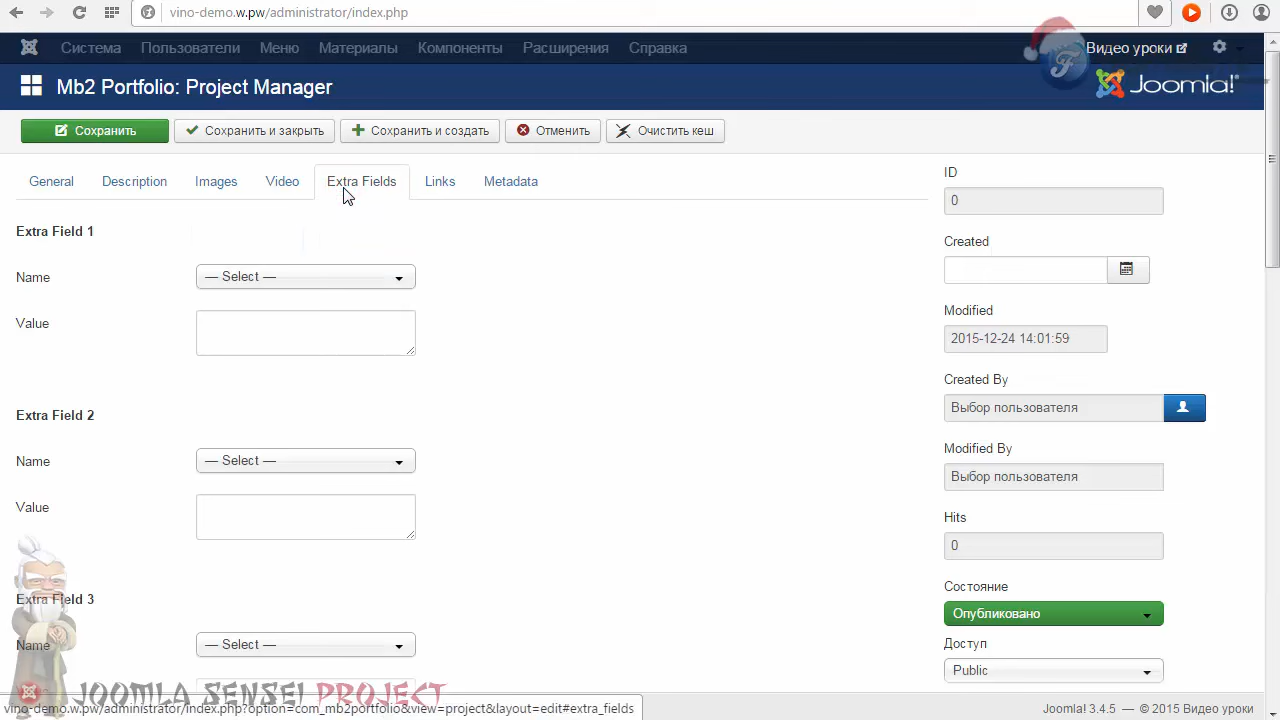 vino-demo.w.pw/administrator/index.php
Система Пользователи Меню Материалы Компоненты Расширения Справка Видео уроки
Mb2 Portfolio: Project Manager Joomla!
Сохранить Сохранить и закрыть Сохранить и создать Отменить Очистить кеш
General Description Images Video Extra Fields Links Metadata
Extra Field 1
Name — Select —
Value
Extra Field 2
Name — Select —
Value
Extra Field 3
Name — Select —
ID
0
Created
Modified
2015-12-24 14:01:59
Created By
Выбор пользователя
Modified By
Выбор пользователя
Hits
0
Состояние
Опубликовано
Доступ
Public
JOOMLA SENSEI PROJECT
vino-demo.w.pw/administrator/index.php?option=com_mb2portfolio&view=project&layout=edit#extra_fields
Joomla! 3.4.5 — © 2015 Видео уроки